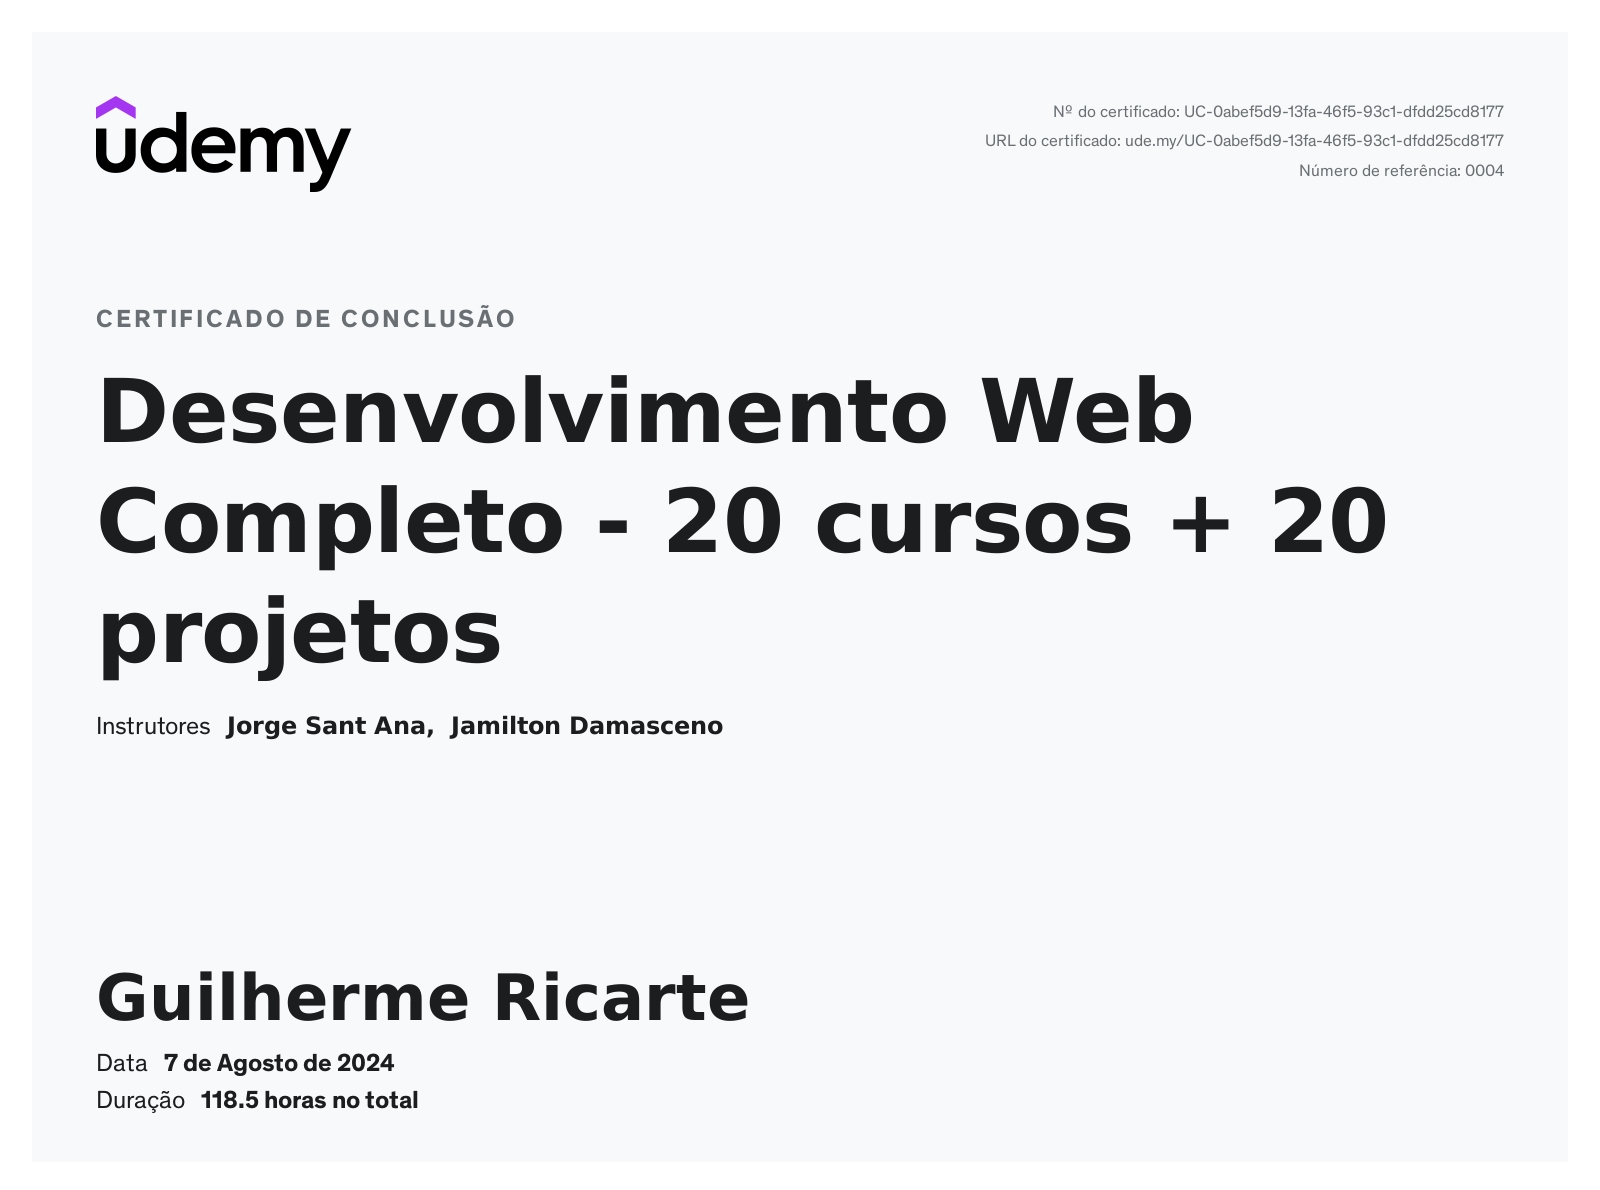 udemy
Nº do certificado: UC-0abef5d9-13fa-46f5-93c1-dfdd25cd8177
URL do certificado: ude.my/UC-0abef5d9-13fa-46f5-93c1-dfdd25cd8177
Número de referência: 0004
CERTIFICADO DE CONCLUSÃO
Desenvolvimento Web
Completo - 20 cursos + 20
projetos
Instrutores Jorge Sant Ana, Jamilton Damasceno
Guilherme Ricarte
Data 7 de Agosto de 2024
Duração 118.5 horas no total